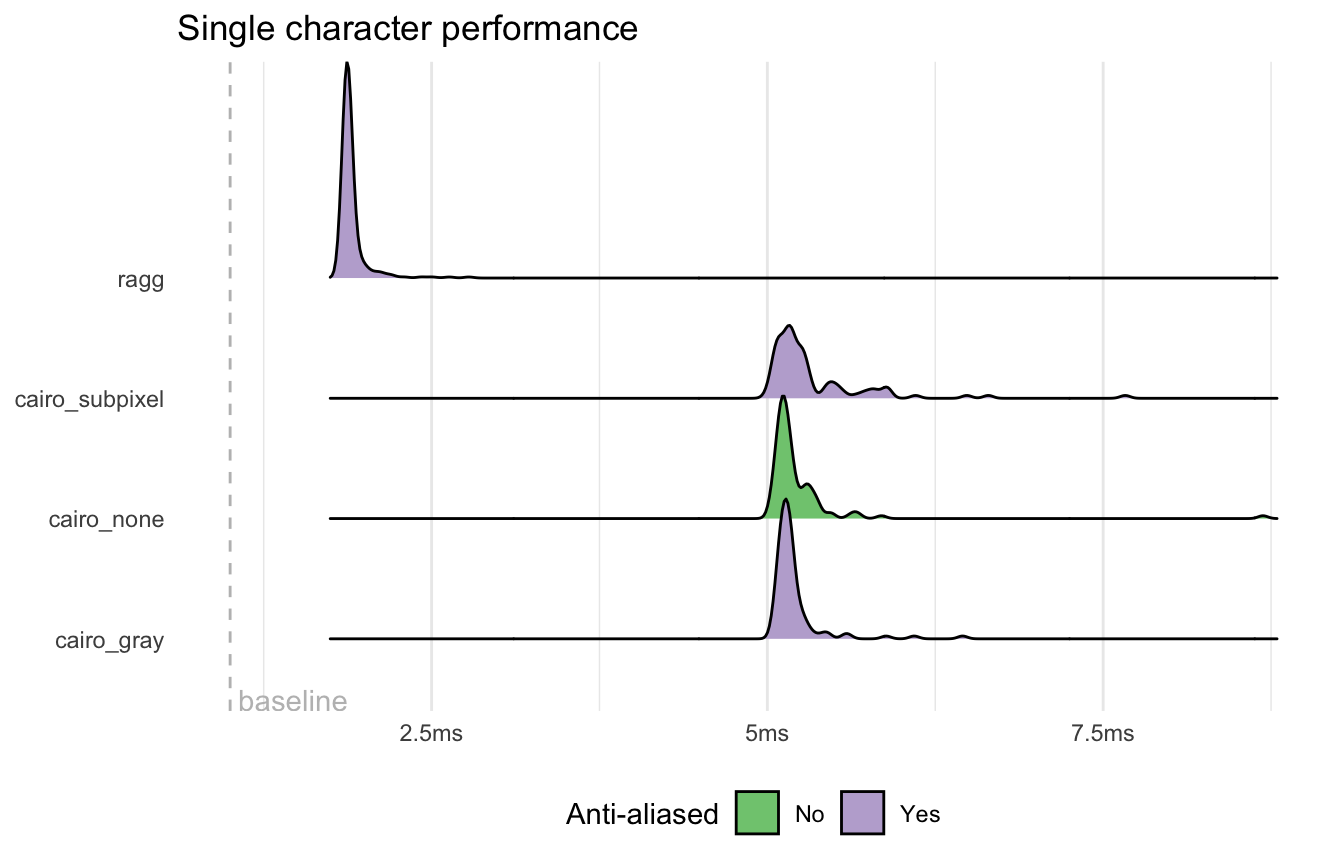 Single character performance
ragg
cairo_subpixel
cairo_none
cairo_gray
baseline
2.5ms 5ms 7.5ms
Anti-aliased No Yes